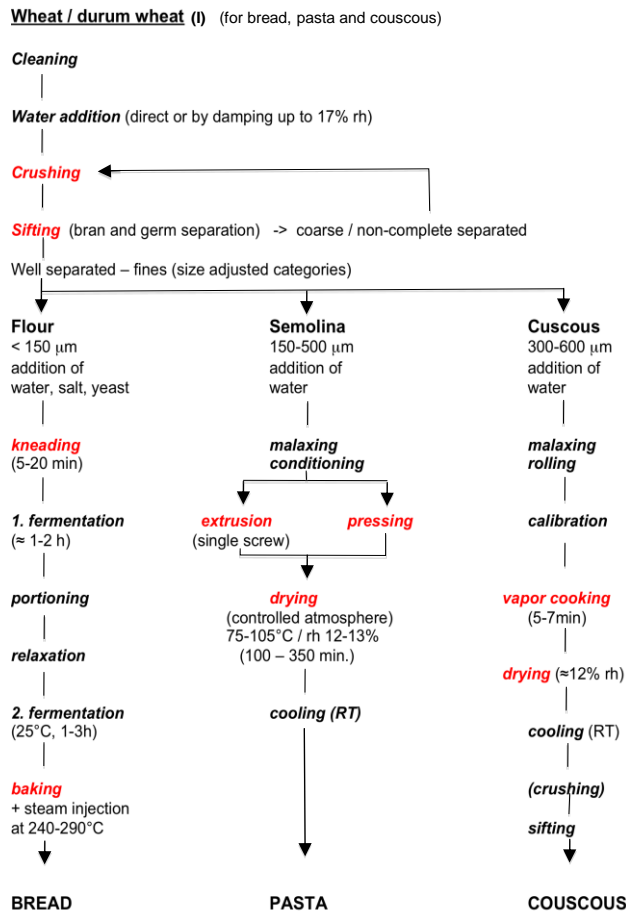 Wheat / durum wheat (I) (for bread, pasta and couscous)
Cleaning
Water addition (direct or by damping up to 17% rh)
Crushing
Sifting (bran and germ separation) -> coarse / non-complete separated
Well separated – fines (size adjusted categories)
Flour
< 150 μm
addition of
water, salt, yeast
kneading
(5-20 min)
1. fermentation
(≈ 1-2 h)
portioning
relaxation
2. fermentation
(25°C, 1-3h)
baking
+ steam injection
at 240-290°C
BREAD
Semolina
150-500 μm
addition of
water
malaxing
conditioning
extrusion
(single screw)
pressing
drying
(controlled atmosphere)
75-105°C / rh 12-13%
(100 – 350 min.)
cooling (RT)
PASTA
Cuscous
300-600 μm
addition of
water
malaxing
rolling
calibration
vapor cooking
(5-7min)
drying (≈12% rh)
cooling (RT)
(crushing)
sifting
COUSCOUS